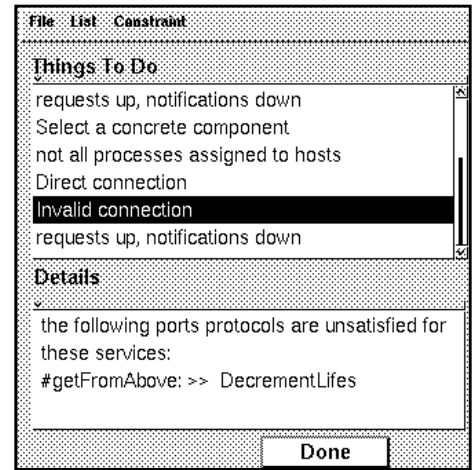 File List Constraint
Things To Do
requests up, notifications down
Select a concrete component
not all processes assigned to hosts
Direct connection
Invalid connection
requests up, notifications down
Details
the following ports protocols are unsatisfied for
these services:
#getFromAbove: >> DecrementLifes
Done